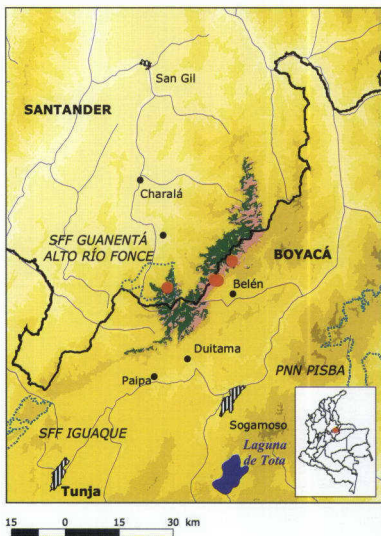 San Gil
SANTANDER
Charalá
SFF GUANENTÁ
ALTO RÍO FONCE
BOYACÁ
Belén
Duitama
PNN PISBA
Paipa
SFF IGUAQUE
Sogamoso
Laguna
de Tota
Tunja
15 0 15 30 km